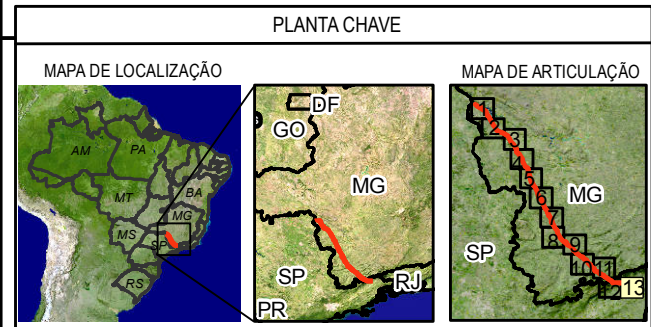 PLANTA CHAVE
MAPA DE LOCALIZAÇÃO
AM
PA
MT
BA
MG
MS
SP
RS
DF
GO
MG
SP
RJ
PR
MAPA DE ARTICULAÇÃO
1
2
3
4
5
6
7
8
9
10
11
12
13
MG
SP